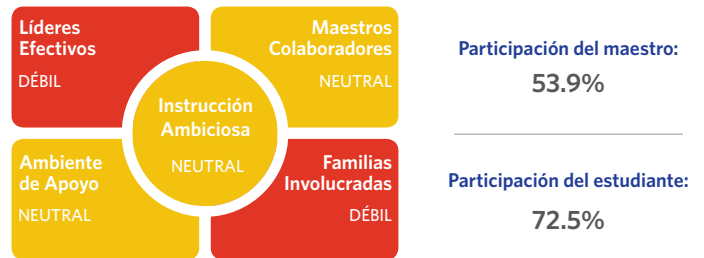 Líderes
Efectivos
DÉBIL
Maestros
Colaboradores
NEUTRAL
Instrucción
Ambiciosa
NEUTRAL
Ambiente
de Apoyo
NEUTRAL
Familias
Involucradas
DÉBIL
Participación del maestro:
53.9%
Participación del estudiante:
72.5%